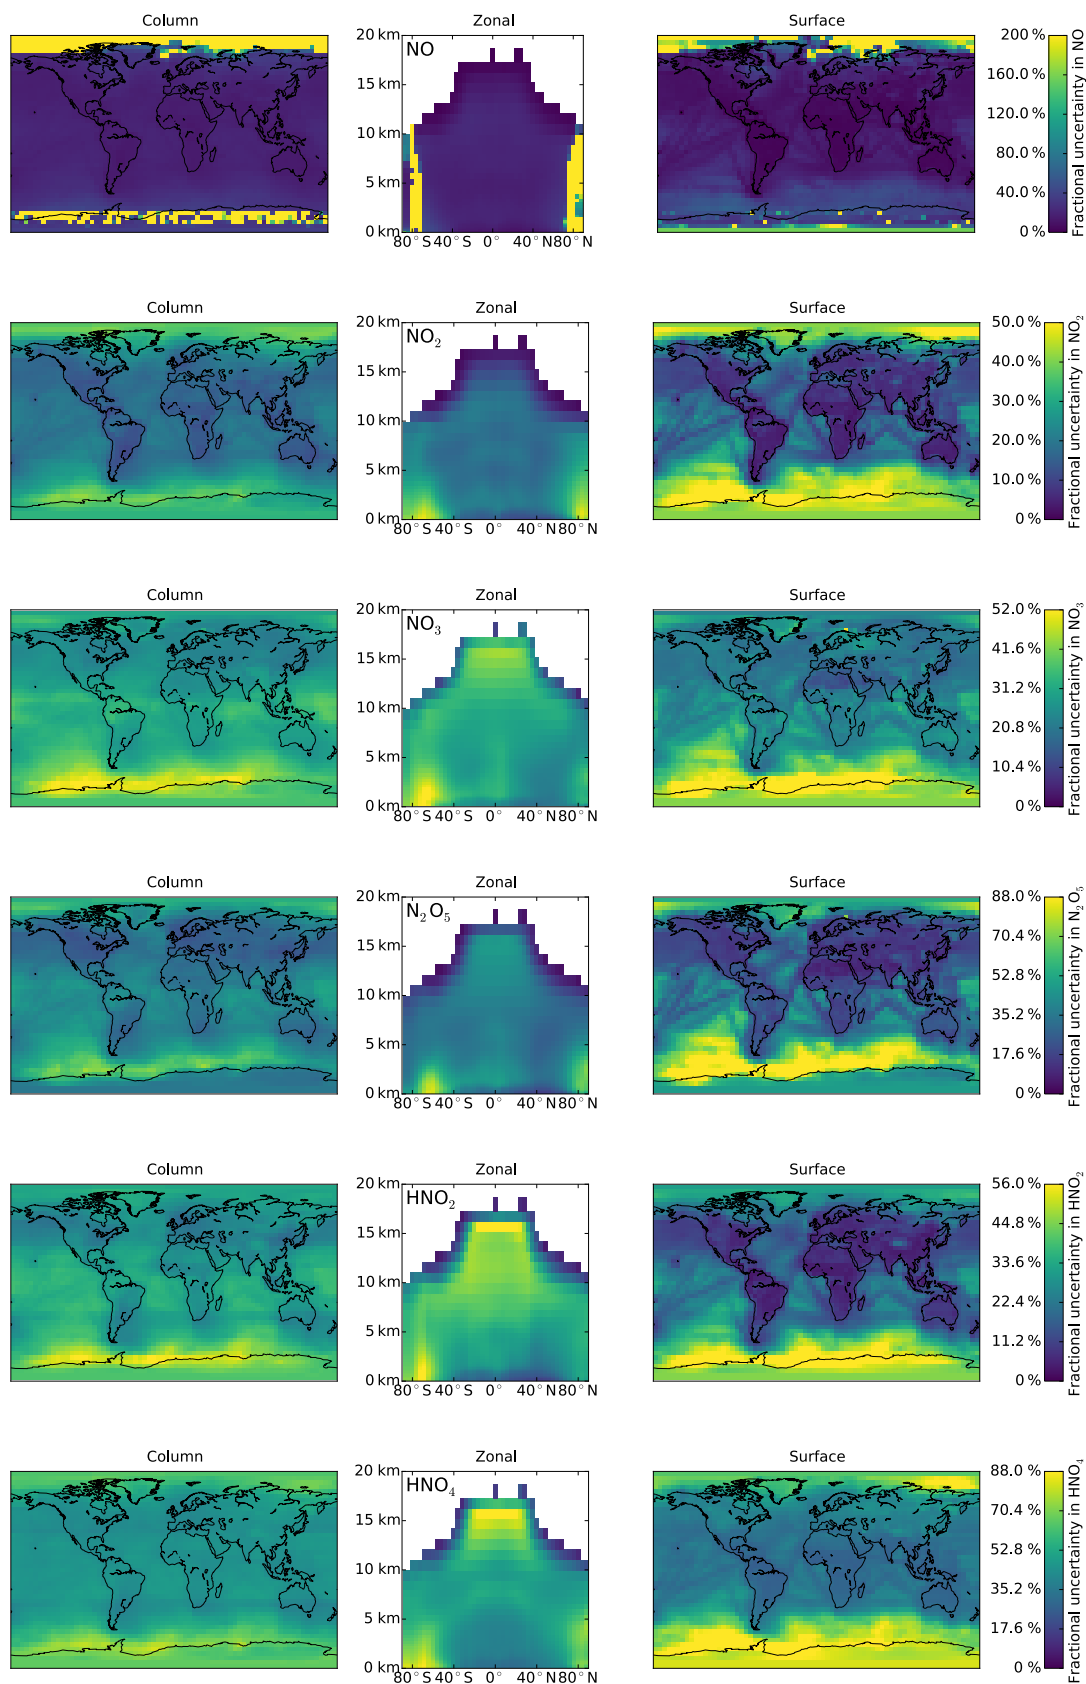 Column Zonal Surface
20 km
15 km
10 km
5 km
0 km
NO
80°S 40°S 0° 40°N 80°N
200 %
160.0 %
120.0 %
80.0 %
40.0 %
0 %
Fractional uncertainty in NO
Column Zonal Surface
20 km
15 km
10 km
5 km
0 km
NO₂
80°S 40°S 0° 40°N 80°N
50.0 %
40.0 %
30.0 %
20.0 %
10.0 %
0 %
Fractional uncertainty in NO₂
Column Zonal Surface
20 km
15 km
10 km
5 km
0 km
NO₃
80°S 40°S 0° 40°N 80°N
52.0 %
41.6 %
31.2 %
20.8 %
10.4 %
0 %
Fractional uncertainty in NO₃
Column Zonal Surface
20 km
15 km
10 km
5 km
0 km
N₂O₅
80°S 40°S 0° 40°N 80°N
88.0 %
70.4 %
52.8 %
35.2 %
17.6 %
0 %
Fractional uncertainty in N₂O₅
Column Zonal Surface
20 km
15 km
10 km
5 km
0 km
HNO₂
80°S 40°S 0° 40°N 80°N
56.0 %
44.8 %
33.6 %
22.4 %
11.2 %
0 %
Fractional uncertainty in HNO₂
Column Zonal Surface
20 km
15 km
10 km
5 km
0 km
HNO₄
80°S 40°S 0° 40°N 80°N
88.0 %
70.4 %
52.8 %
35.2 %
17.6 %
0 %
Fractional uncertainty in HNO₄